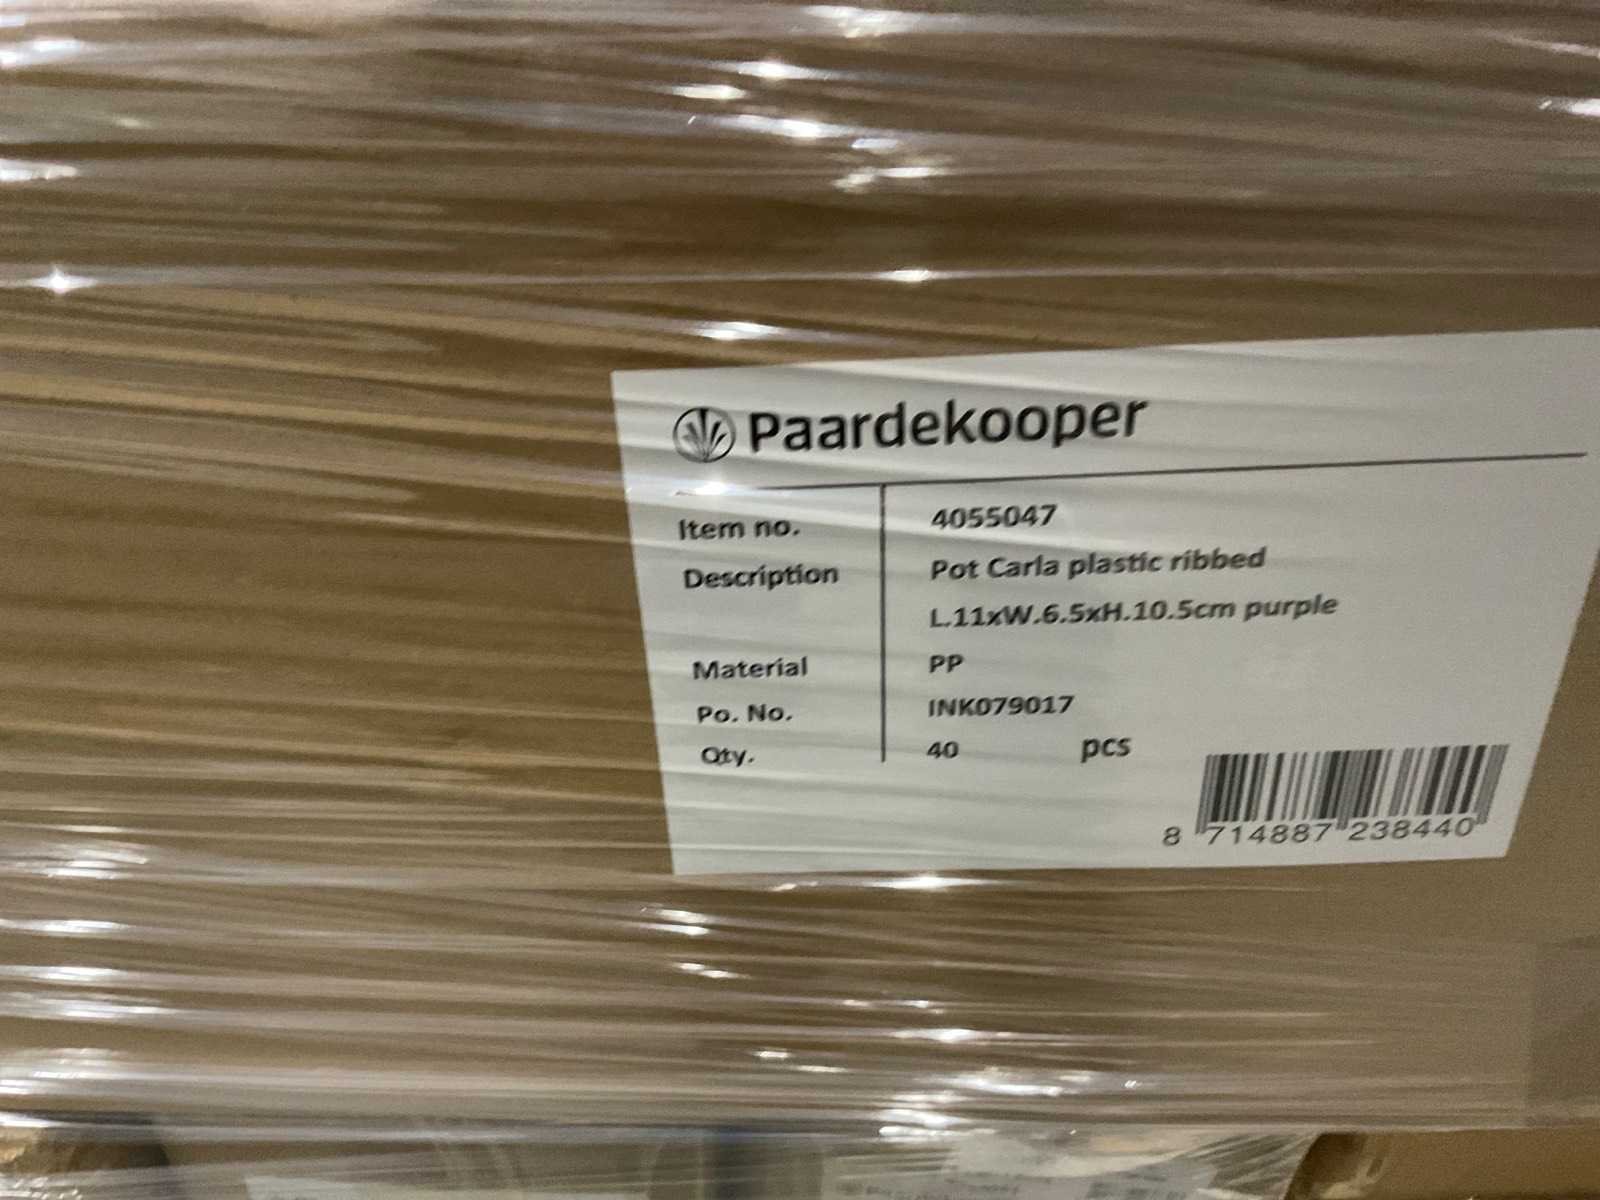 Paardekooper
Item no. 4055047
Description Pot Carla plastic ribbed
L.11xW.6.5xH.10.5cm purple
Material PP
Po. No. INK079017
Qty. 40 pcs
8 714887 238440